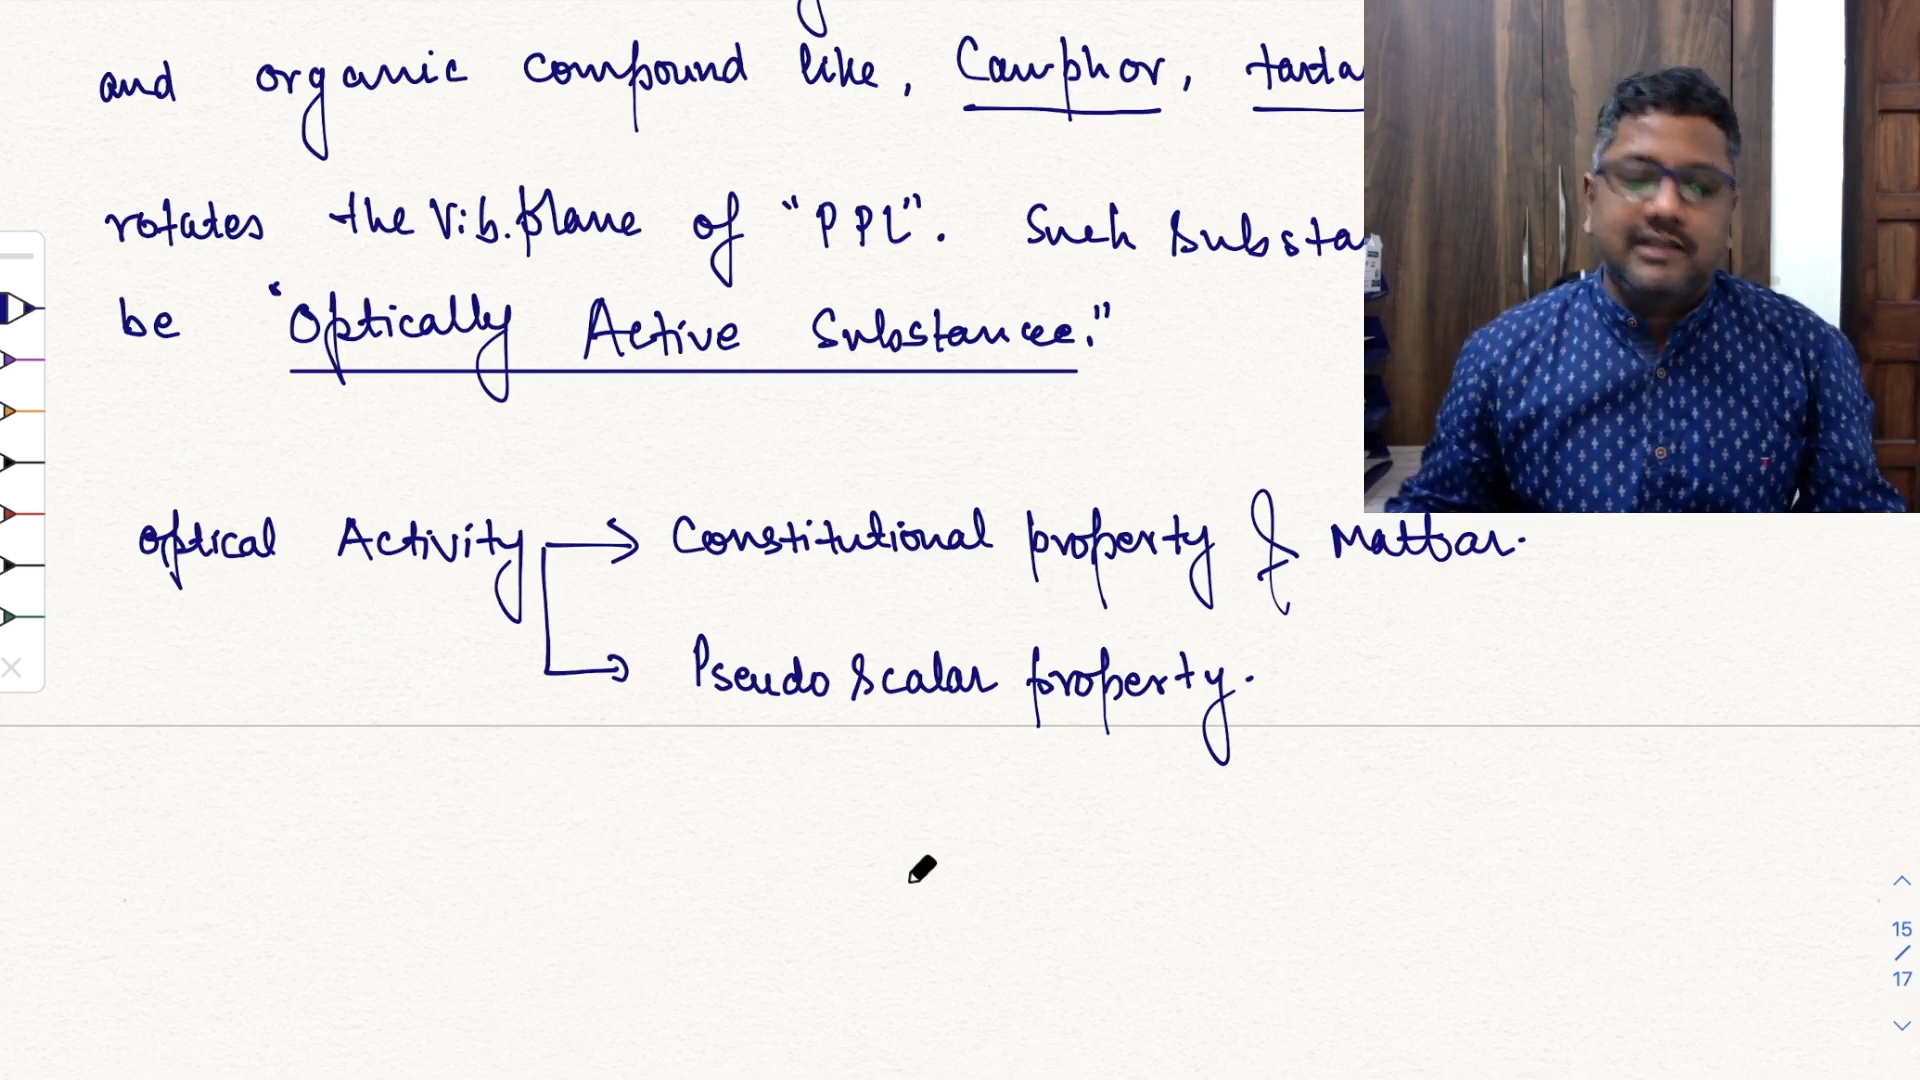 and organic compound like, Camphor, tarta
rotates the Vib. plane of "PPL". Such substa
be "Optically Active Substance."
Optical Activity → Constitutional property of Mattar.
→ Pseudo Scalar property.
15
/
17